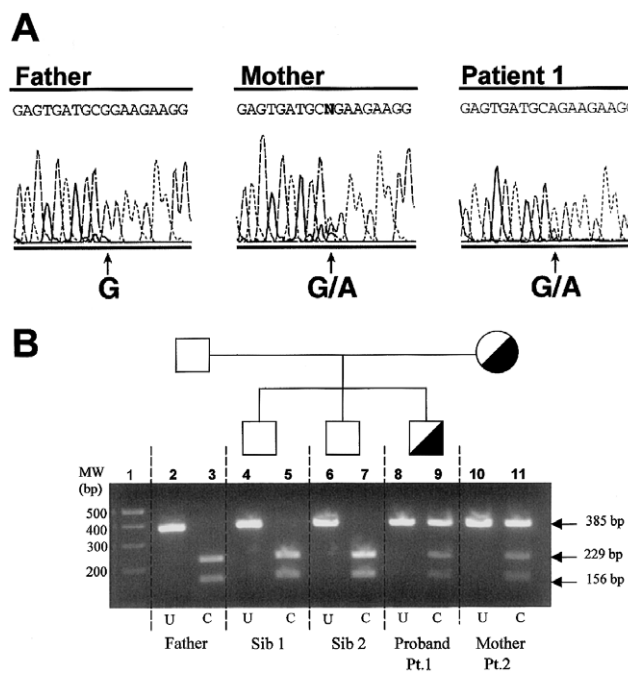 A
Father Mother Patient 1
GAGTGATGCGGAAGAAGG GAGTGATGCNGAAGAAGG GAGTGATGCAGAAGAAGG
G G/A G/A
B
MW
(bp)
1 2 3 4 5 6 7 8 9 10 11
500
400
300
200
385 bp
229 bp
156 bp
U C U C U C U C U C
Father Sib 1 Sib 2 Proband Mother
Pt.1 Pt.2